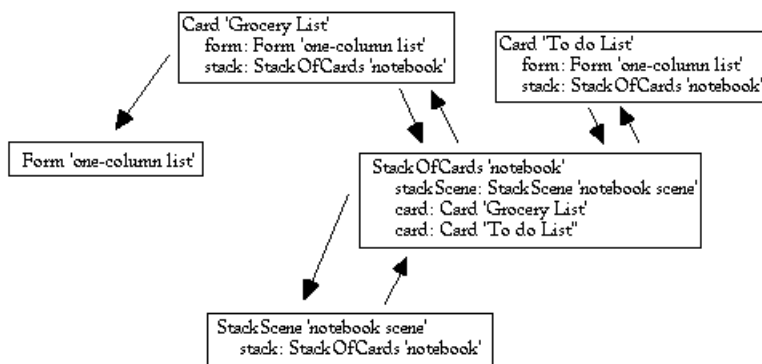 Card 'Grocery List'
form: Form 'one-column list'
stack: StackOfCards 'notebook'
Card 'To do List'
form: Form 'one-column list'
stack: StackOfCards 'notebook'
Form 'one-column list'
StackOfCards 'notebook'
stackScene: StackScene 'notebook scene'
card: Card 'Grocery List'
card: Card 'To do List"
StackScene 'notebook scene'
stack: StackOfCards 'notebook'